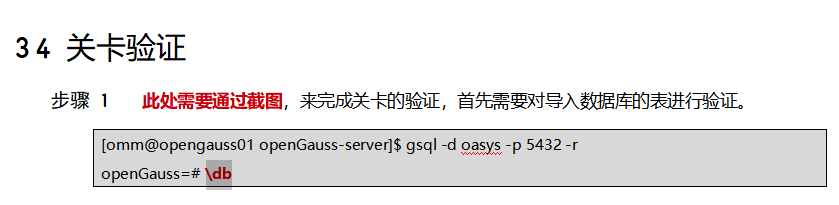 3 4 关卡验证
步骤 1 此处需要通过截图，来完成关卡的验证，首先需要对导入数据库的表进行验证。
[omm@opengauss01 openGauss-server]$ gsql -d oasys -p 5432 -r
openGauss=# \db